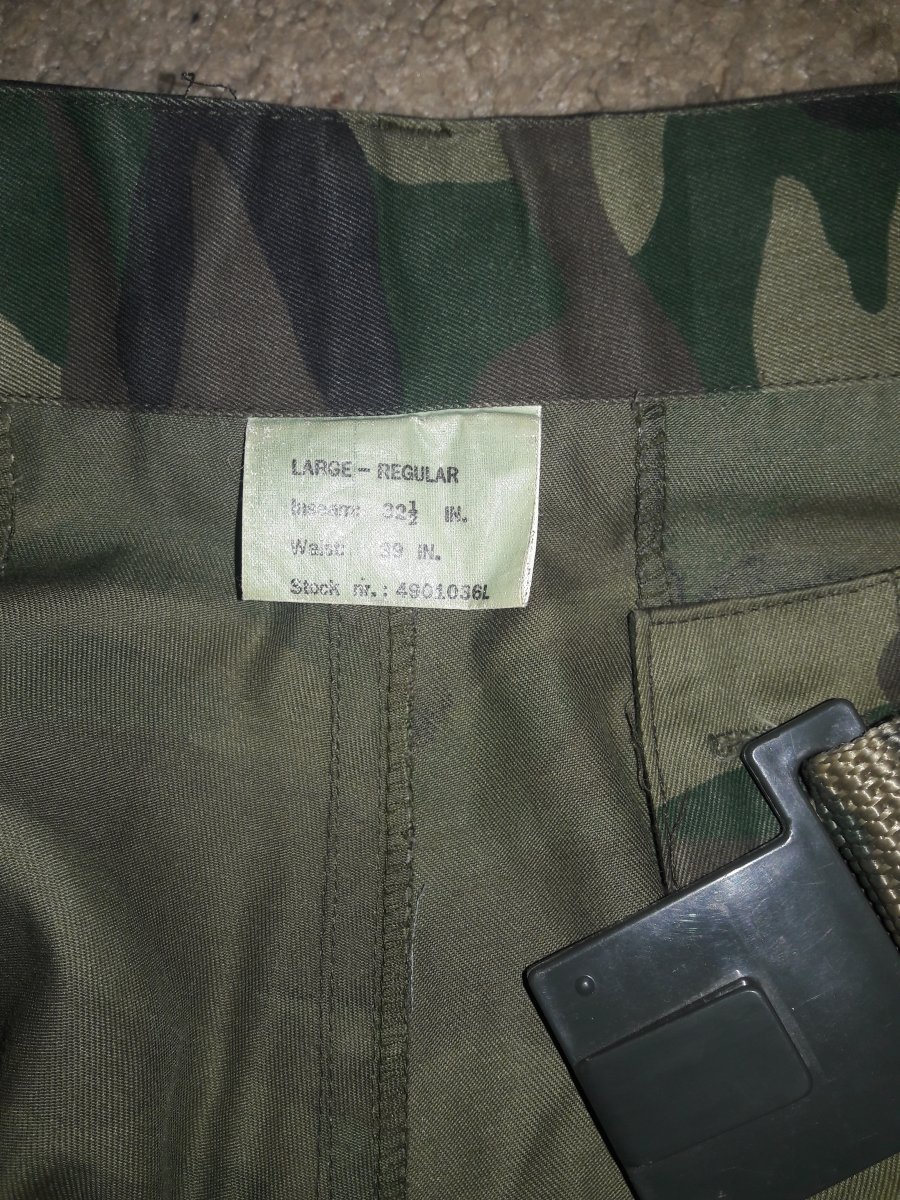 LARGE - REGULAR
Inseam: 32½ IN.
Waist: 39 IN.
Stock nr.: 4901036L